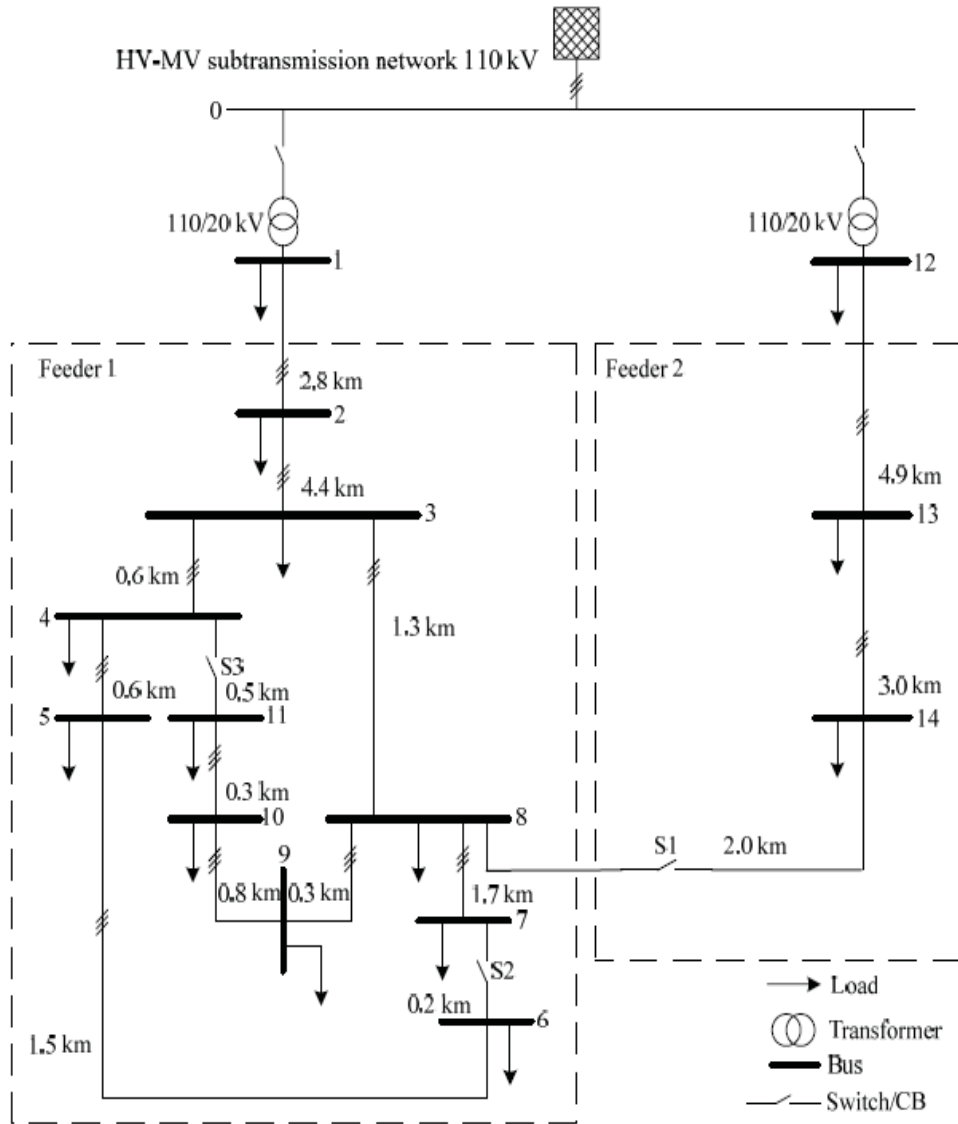 HV-MV subtransmission network 110 kV
0
110/20 kV
110/20 kV
1
12
Feeder 1
Feeder 2
2.8 km
2
4.4 km
4.9 km
3
13
0.6 km
4
1.3 km
S3
0.6 km
0.5 km
3.0 km
5
11
14
0.3 km
10
8
9
S1
2.0 km
0.8 km
0.3 km
1.7 km
7
S2
0.2 km
6
1.5 km
Load
Transformer
Bus
Switch/CB